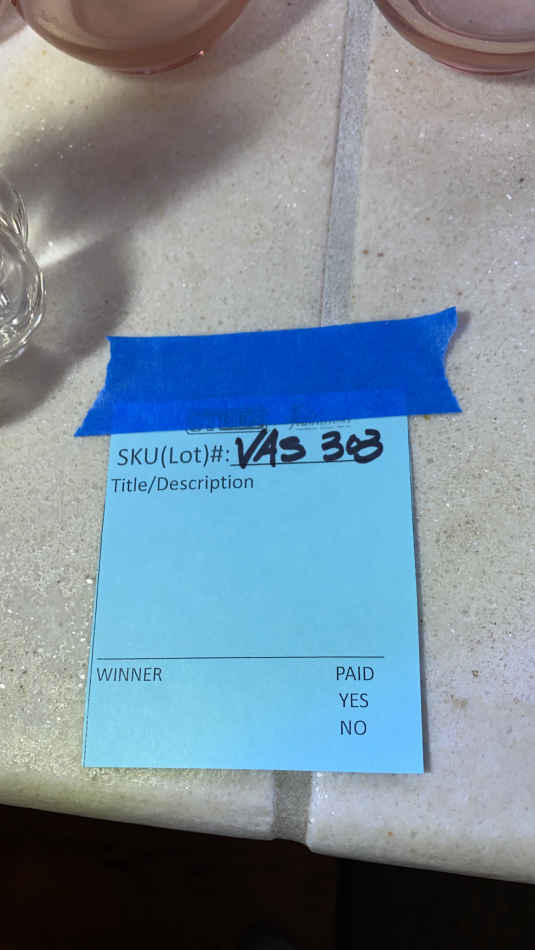 SKU(Lot)#: VAS 303
Title/Description
WINNER PAID
YES
NO